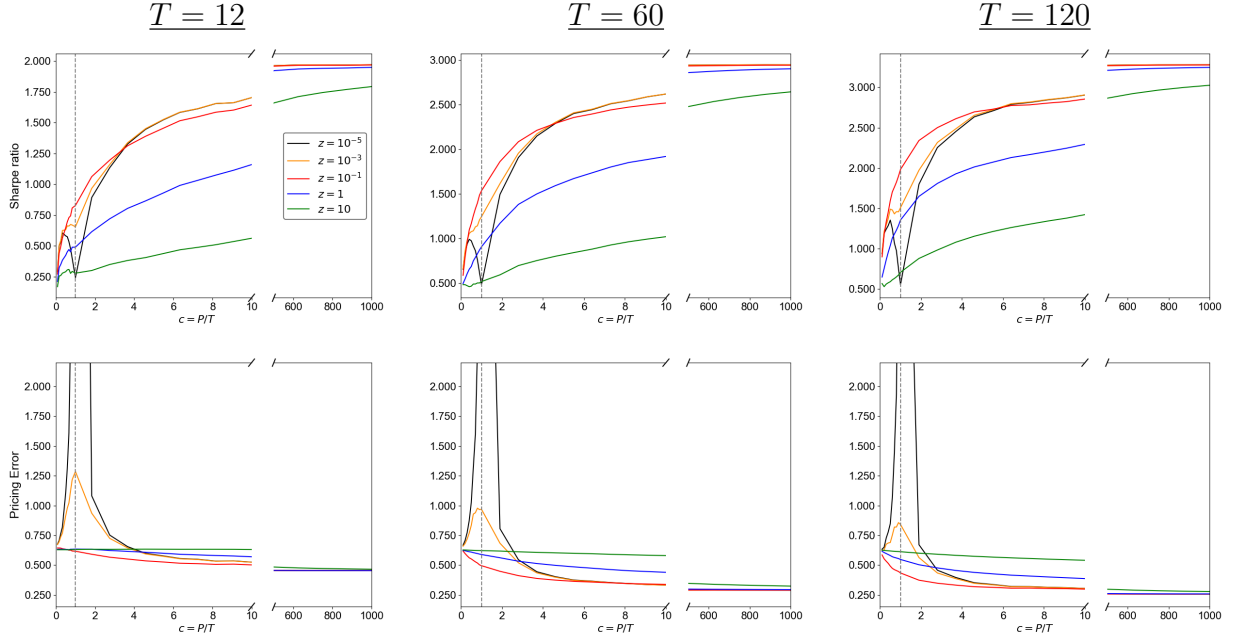 T = 12
T = 60
T = 120
Sharpe ratio
2.000
1.750
1.500
1.250
1.000
0.750
0.500
0.250
z = 10⁻⁵
z = 10⁻³
z = 10⁻¹
z = 1
z = 10
0 2 4 6 8 10 600 800 1000
c = P/T
3.000
2.500
2.000
1.500
1.000
0.500
0 2 4 6 8 10 600 800 1000
c = P/T
3.500
3.000
2.500
2.000
1.500
1.000
0.500
0 2 4 6 8 10 600 800 1000
c = P/T
Pricing Error
2.000
1.750
1.500
1.250
1.000
0.750
0.500
0.250
0 2 4 6 8 10 600 800 1000
c = P/T
2.000
1.750
1.500
1.250
1.000
0.750
0.500
0.250
0 2 4 6 8 10 600 800 1000
c = P/T
2.000
1.750
1.500
1.250
1.000
0.750
0.500
0.250
0 2 4 6 8 10 600 800 1000
c = P/T